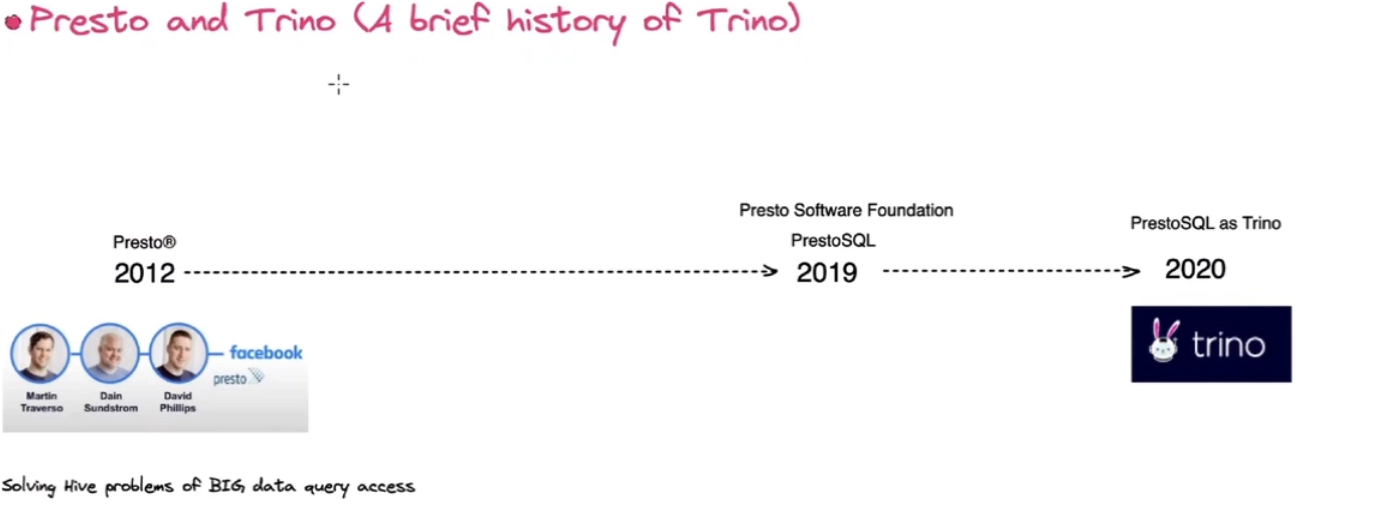 Presto and Trino (A brief history of Trino)
Presto Software Foundation
PrestoSQL as Trino
Presto®
PrestoSQL
2012
2019
2020
facebook
presto
trino
Martin Traverso
Dain Sundstrom
David Phillips
Solving Hive problems of BIG data query access